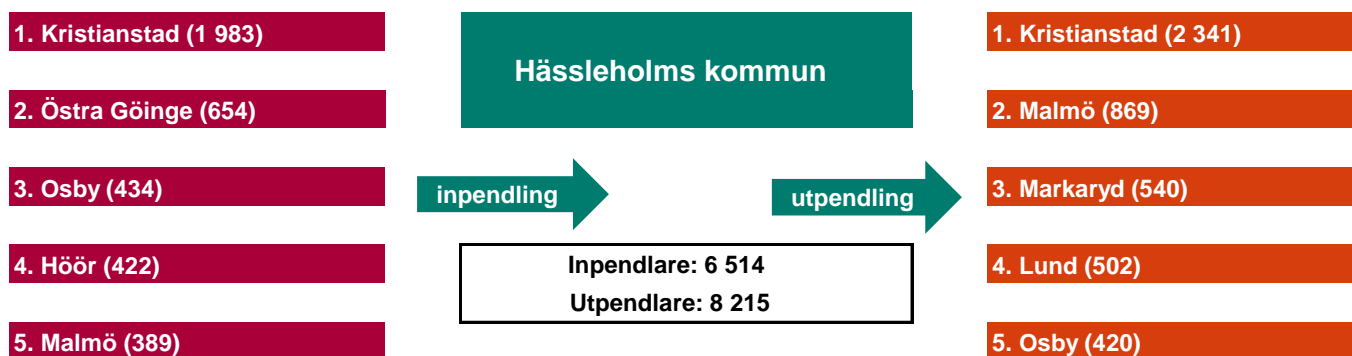 1. Kristianstad (1 983)
2. Östra Göinge (654)
3. Osby (434)
4. Höör (422)
5. Malmö (389)
Hässleholms kommun
inpendling
utpendling
Inpendlare: 6 514
Utpendlare: 8 215
1. Kristianstad (2 341)
2. Malmö (869)
3. Markaryd (540)
4. Lund (502)
5. Osby (420)